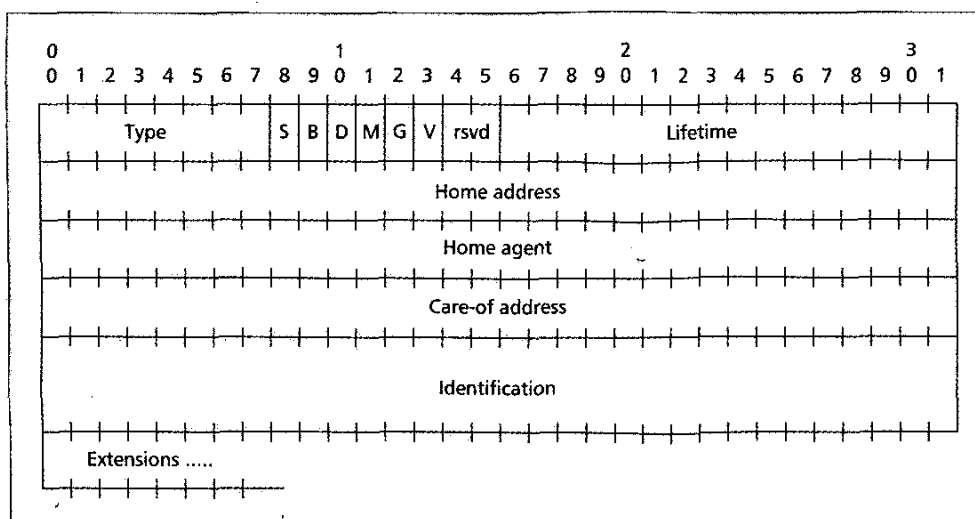 0 1 2 3
0 1 2 3 4 5 6 7 8 9 0 1 2 3 4 5 6 7 8 9 0 1 2 3 4 5 6 7 8 9 0 1
Type S B D M G V rsvd Lifetime
Home address
Home agent
Care-of address
Identification
Extensions .....